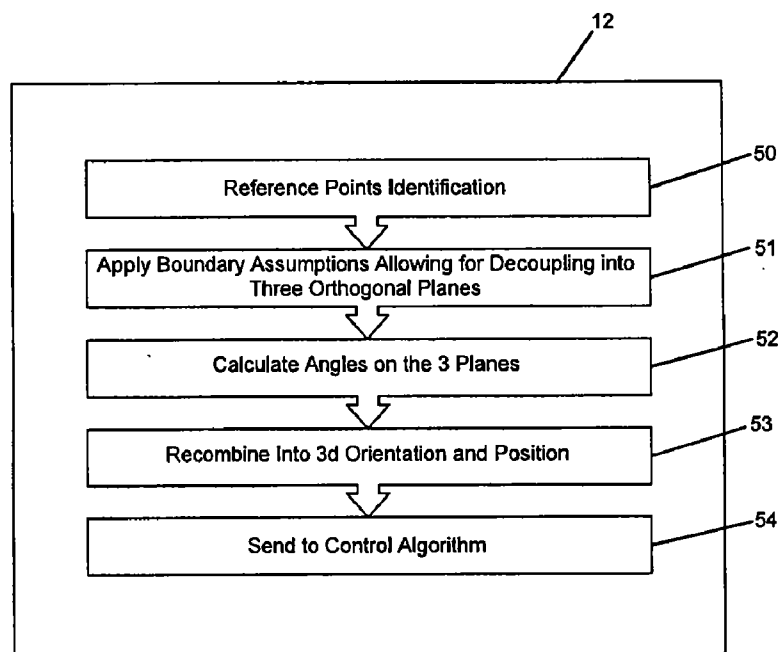 12
Reference Points Identification
50
Apply Boundary Assumptions Allowing for Decoupling into
Three Orthogonal Planes
51
Calculate Angles on the 3 Planes
52
Recombine Into 3d Orientation and Position
53
Send to Control Algorithm
54